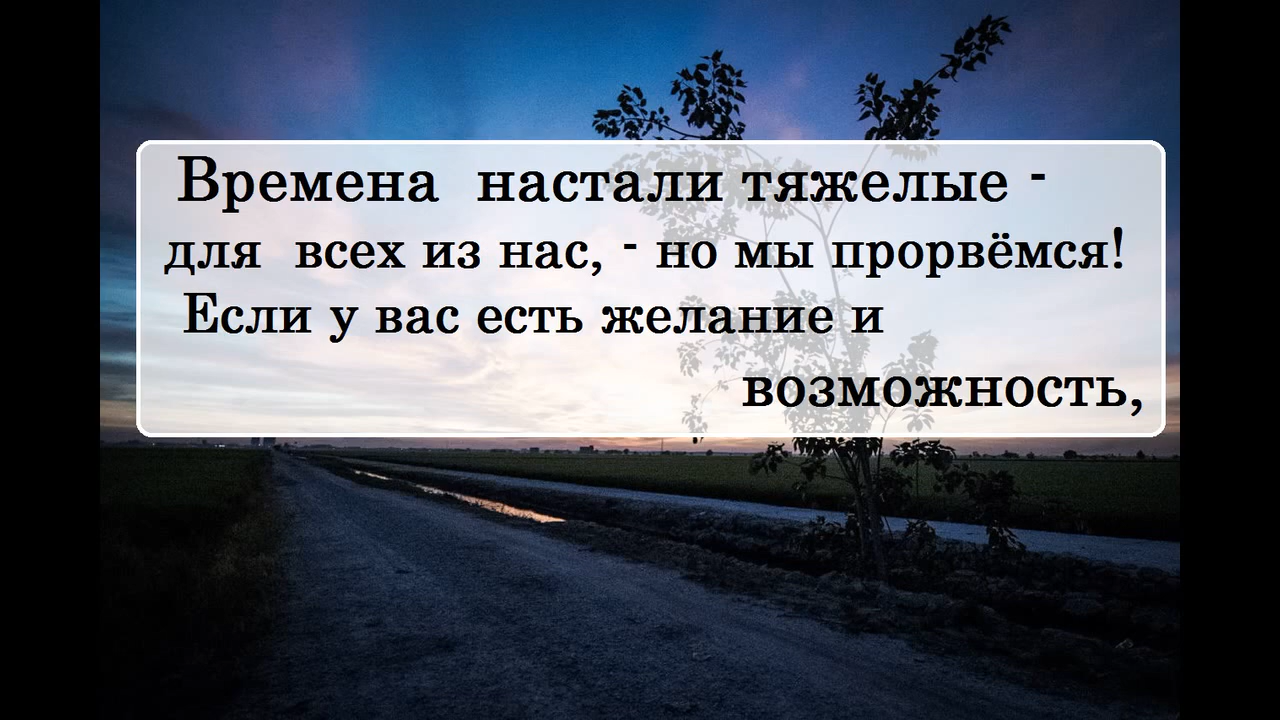 Времена настали тяжелые -
для всех из нас, - но мы прорвёмся!
Если у вас есть желание и
возможность,